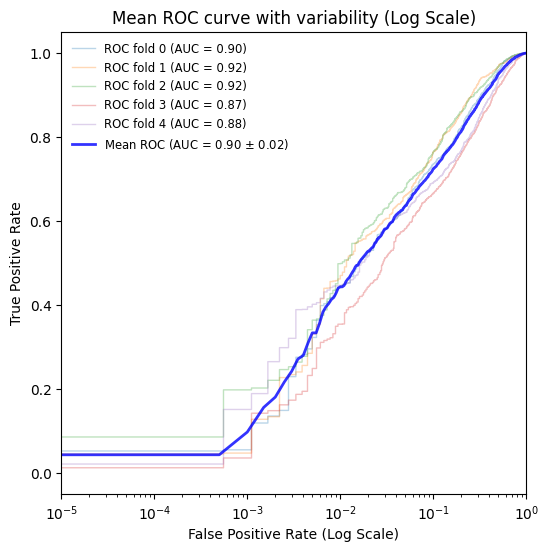 Mean ROC curve with variability (Log Scale)
ROC fold 0 (AUC = 0.90)
ROC fold 1 (AUC = 0.92)
ROC fold 2 (AUC = 0.92)
ROC fold 3 (AUC = 0.87)
ROC fold 4 (AUC = 0.88)
Mean ROC (AUC = 0.90 ± 0.02)
True Positive Rate
1.0
0.8
0.6
0.4
0.2
0.0
10⁻⁵ 10⁻⁴ 10⁻³ 10⁻² 10⁻¹ 10⁰
False Positive Rate (Log Scale)